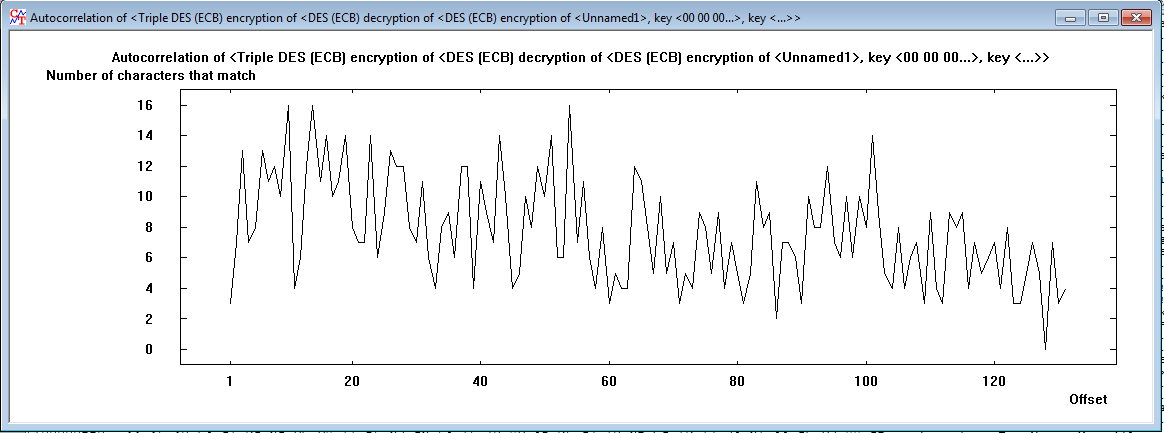 Autocorrelation of <Triple DES (ECB) encryption of <DES (ECB) decryption of <DES (ECB) encryption of <Unnamed1>, key <00 00 00...>, key <...>>
Autocorrelation of <Triple DES (ECB) encryption of <DES (ECB) decryption of <DES (ECB) encryption of <Unnamed1>, key <00 00 00...>, key <...>>
Number of characters that match
16
14
12
10
8
6
4
2
0
1 20 40 60 80 100 120
Offset